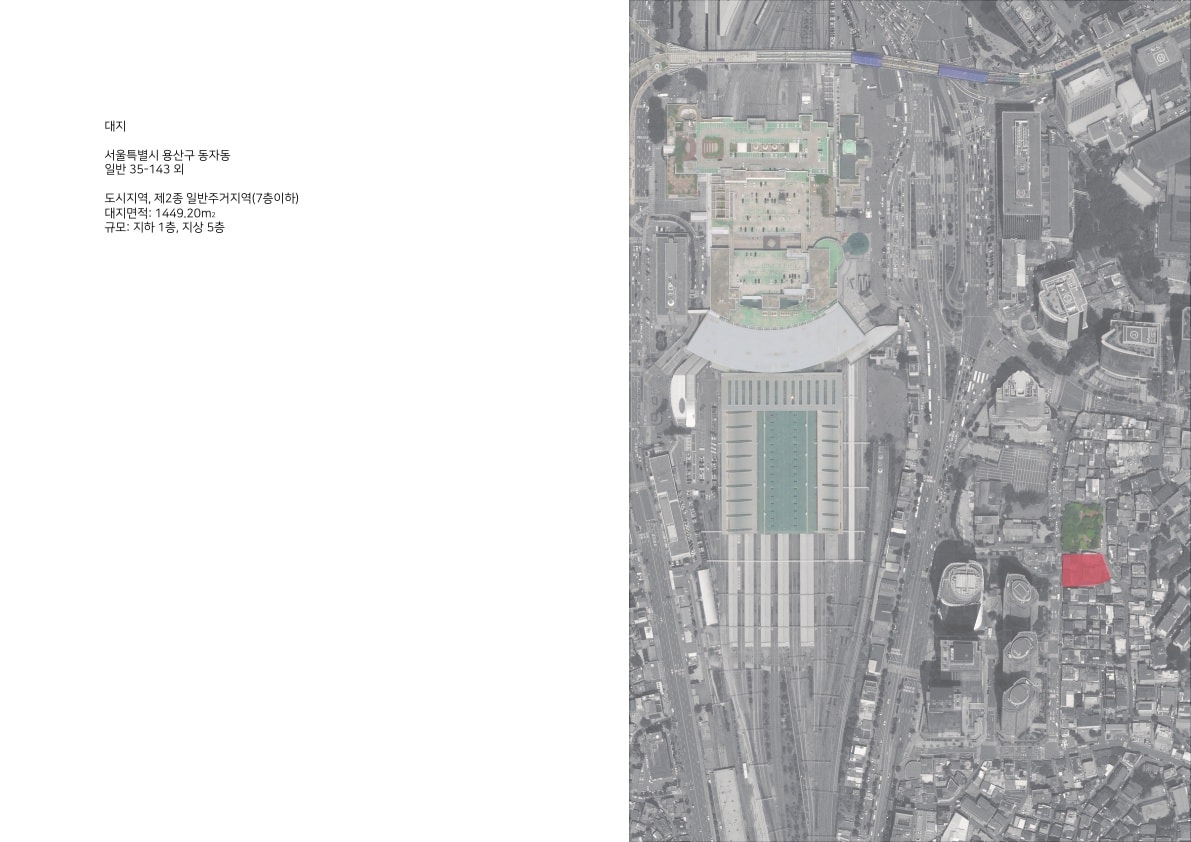 대지
서울특별시 용산구 동자동
일반 35-143 외
도시지역, 제2종 일반주거지역(7층이하)
대지면적: 1449.20m2
규모: 지하 1층, 지상 5층